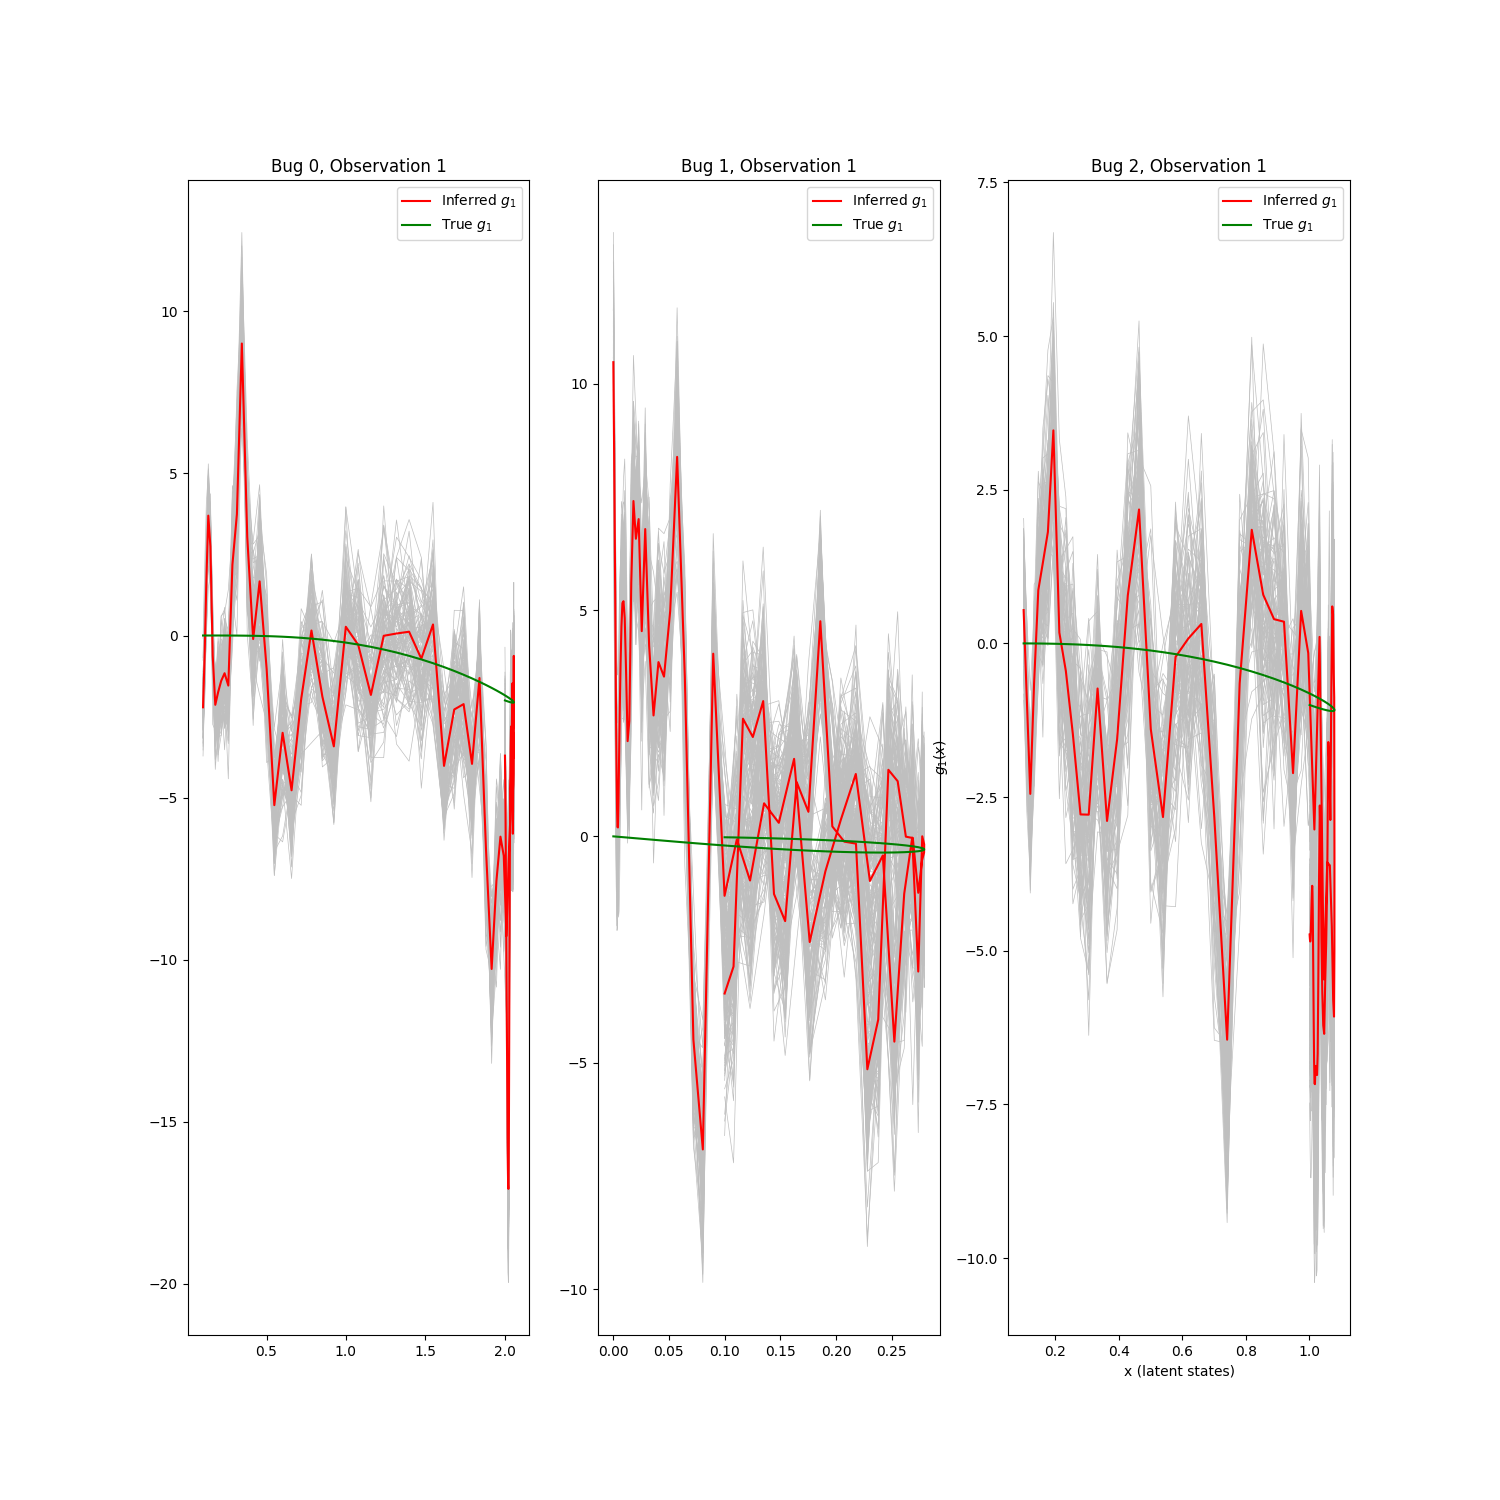 Bug 0, Observation 1
Inferred g₁
True g₁
10
5
0
−5
−10
−15
−20
0.5 1.0 1.5 2.0
Bug 1, Observation 1
Inferred g₁
True g₁
10
5
0
−5
−10
0.00 0.05 0.10 0.15 0.20 0.25
Bug 2, Observation 1
Inferred g₁
True g₁
g₁(x)
7.5
5.0
2.5
0.0
−2.5
−5.0
−7.5
−10.0
0.2 0.4 0.6 0.8 1.0
x (latent states)